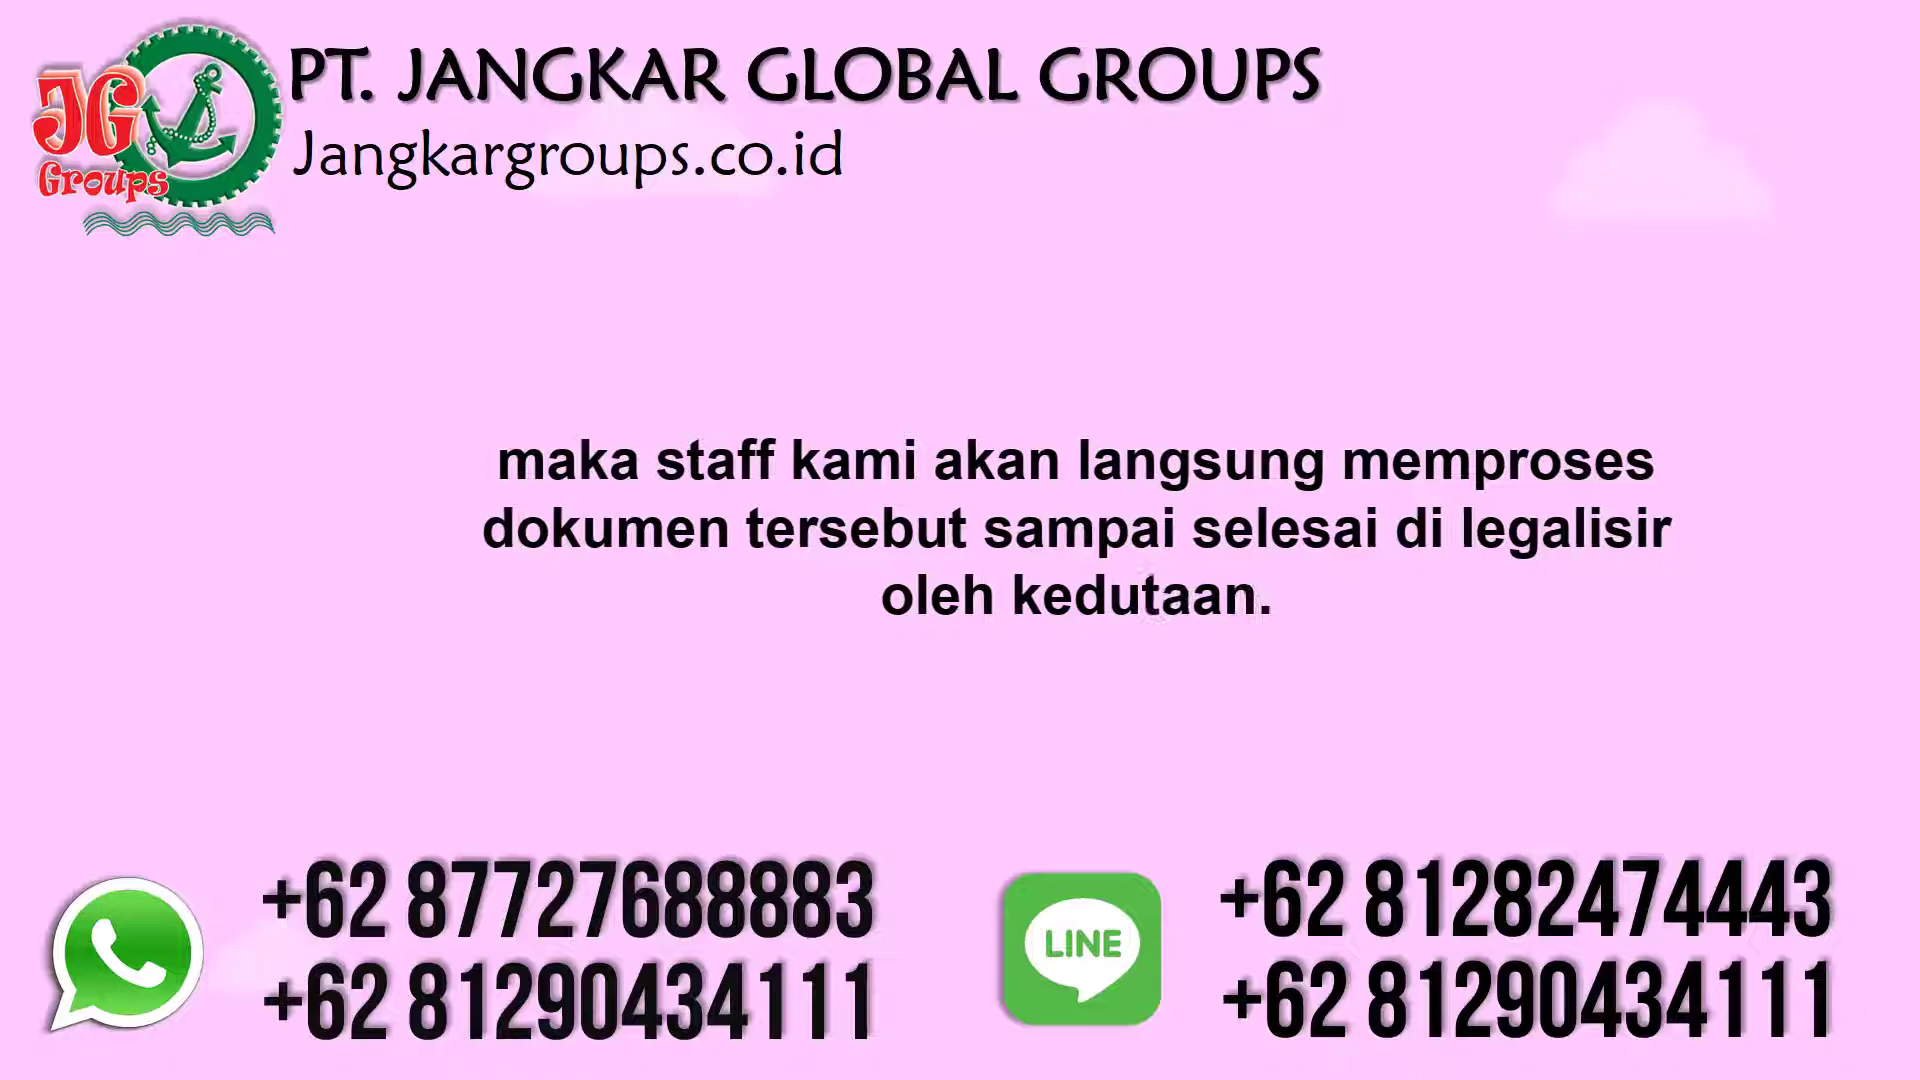 JG
Groups
PT. JANGKAR GLOBAL GROUPS
Jangkargroups.co.id
maka staff kami akan langsung memproses
dokumen tersebut sampai selesai di legalisir
oleh kedutaan.
+62 87727688883
+62 81290434111
LINE
+62 81282474443
+62 81290434111